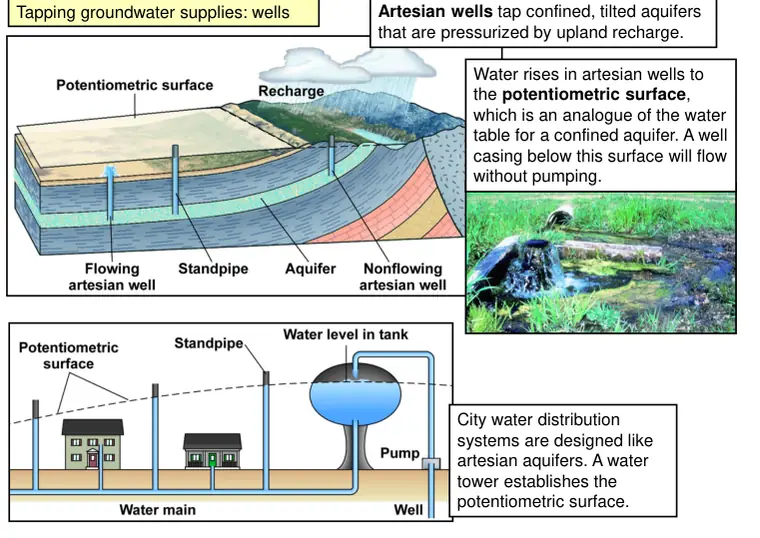 Tapping groundwater supplies: wells
Artesian wells tap confined, tilted aquifers
that are pressurized by upland recharge.
Potentiometric surface
Recharge
Water rises in artesian wells to
the potentiometric surface,
which is an analogue of the water
table for a confined aquifer. A well
casing below this surface will flow
without pumping.
Flowing
artesian well
Standpipe
Aquifer
Nonflowing
artesian well
Potentiometric
surface
Standpipe
Water level in tank
Pump
Water main
Well
City water distribution
systems are designed like
artesian aquifers. A water
tower establishes the
potentiometric surface.